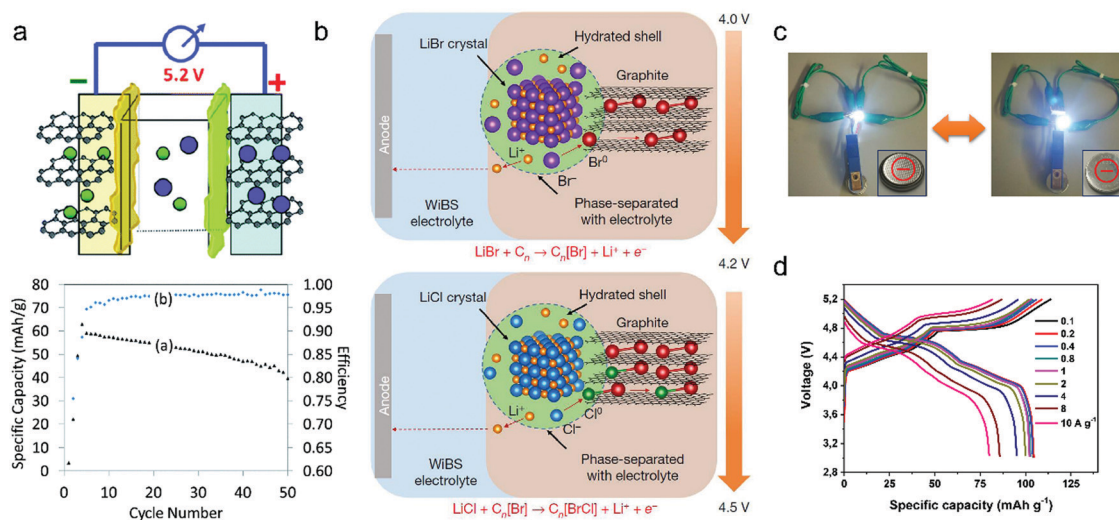 a
5.2 V
−
+
80
70
60
50
40
30
20
10
0
Specific Capacity (mAh/g)
(b)
(a)
1.00
0.95
0.90
0.85
0.80
0.75
0.70
0.65
0.60
Efficiency
0
10
20
30
40
50
Cycle Number
b
4.0 V
LiBr crystal
Hydrated shell
Graphite
Anode
Li⁺
Br⁰
Br⁻
WiBS
electrolyte
Phase-separated
with electrolyte
LiBr + Cₙ → Cₙ[Br] + Li⁺ + e⁻
4.2 V
LiCl crystal
Hydrated shell
Graphite
Anode
Li⁺
Cl⁰
Cl⁻
WiBS
electrolyte
Phase-separated
with electrolyte
LiCl + Cₙ[Br] → Cₙ[BrCl] + Li⁺ + e⁻
4.5 V
c
−
−
d
5,2
4,8
4,4
4,0
3,6
3,2
2,8
Voltage (V)
0.1
0.2
0.4
0.8
1
2
4
8
10 A g⁻¹
0
30
60
90
120
Specific capacity (mAh g⁻¹)